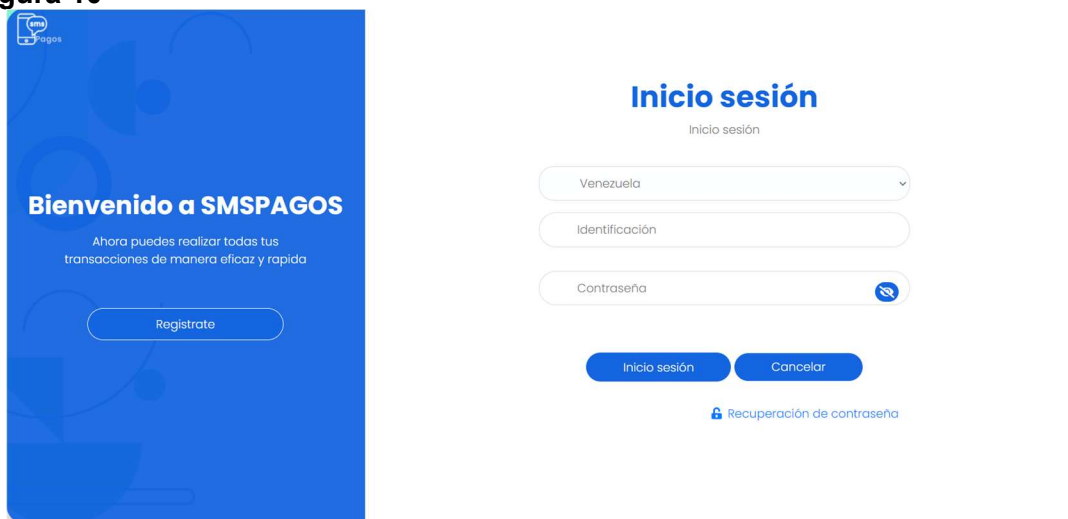 sms
Pagos
Bienvenido a SMSPAGOS
Ahora puedes realizar todas tus
transacciones de manera eficaz y rapida
Registrate
Inicio sesión
Inicio sesión
Venezuela
Identificación
Contraseña
Inicio sesión
Cancelar
Recuperación de contraseña